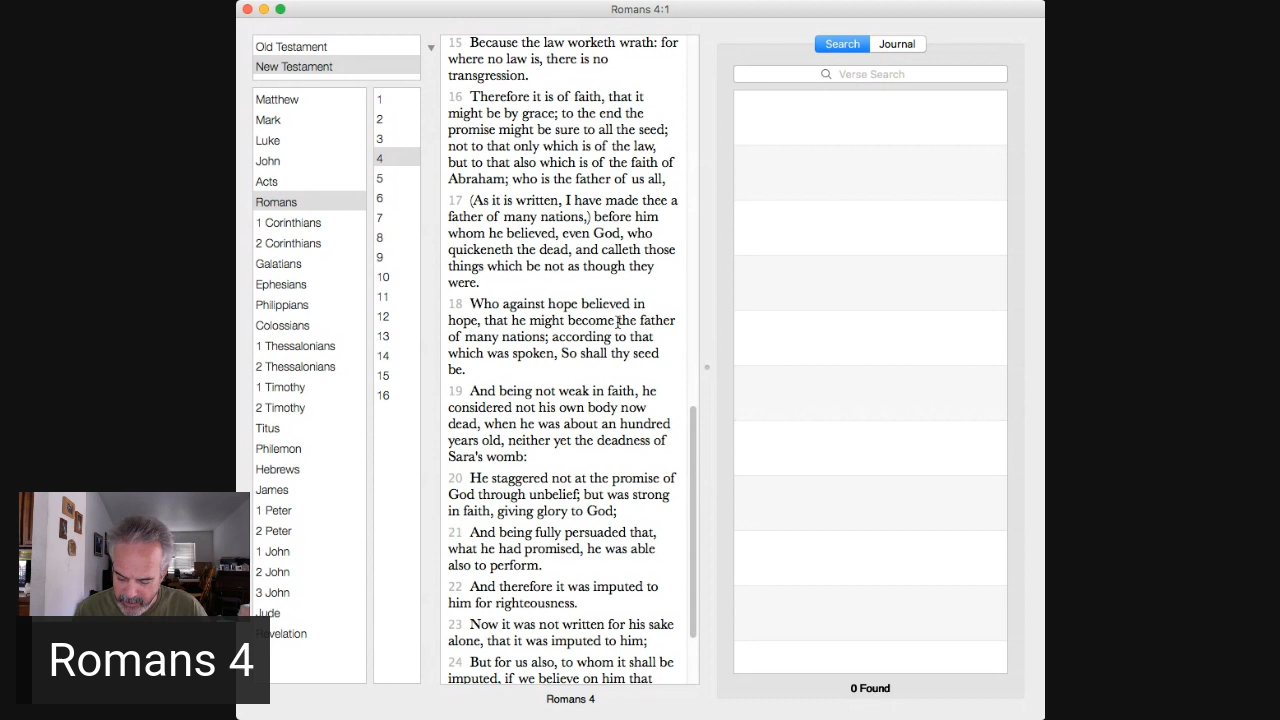 Romans 4:1
Old Testament
New Testament
Matthew
Mark
Luke
John
Acts
Romans
1 Corinthians
2 Corinthians
Galatians
Ephesians
Philippians
Colossians
1 Thessalonians
2 Thessalonians
1 Timothy
2 Timothy
Titus
Philemon
Hebrews
James
1 Peter
2 Peter
1 John
2 John
3 John
Jude
Revelation
1
2
3
4
5
6
7
8
9
10
11
12
13
14
15
16
15 Because the law worketh wrath: for
where no law is, there is no
transgression.
16 Therefore it is of faith, that it
might be by grace; to the end the
promise might be sure to all the seed;
not to that only which is of the law,
but to that also which is of the faith of
Abraham; who is the father of us all,
17 (As it is written, I have made thee a
father of many nations,) before him
whom he believed, even God, who
quickeneth the dead, and calleth those
things which be not as though they
were.
18 Who against hope believed in
hope, that he might become the father
of many nations; according to that
which was spoken, So shall thy seed
be.
19 And being not weak in faith, he
considered not his own body now
dead, when he was about an hundred
years old, neither yet the deadness of
Sara's womb:
20 He staggered not at the promise of
God through unbelief; but was strong
in faith, giving glory to God;
21 And being fully persuaded that,
what he had promised, he was able
also to perform.
22 And therefore it was imputed to
him for righteousness.
23 Now it was not written for his sake
alone, that it was imputed to him;
24 But for us also, to whom it shall be
imputed, if we believe on him that
Romans 4
Search
Journal
Verse Search
0 Found
Romans 4